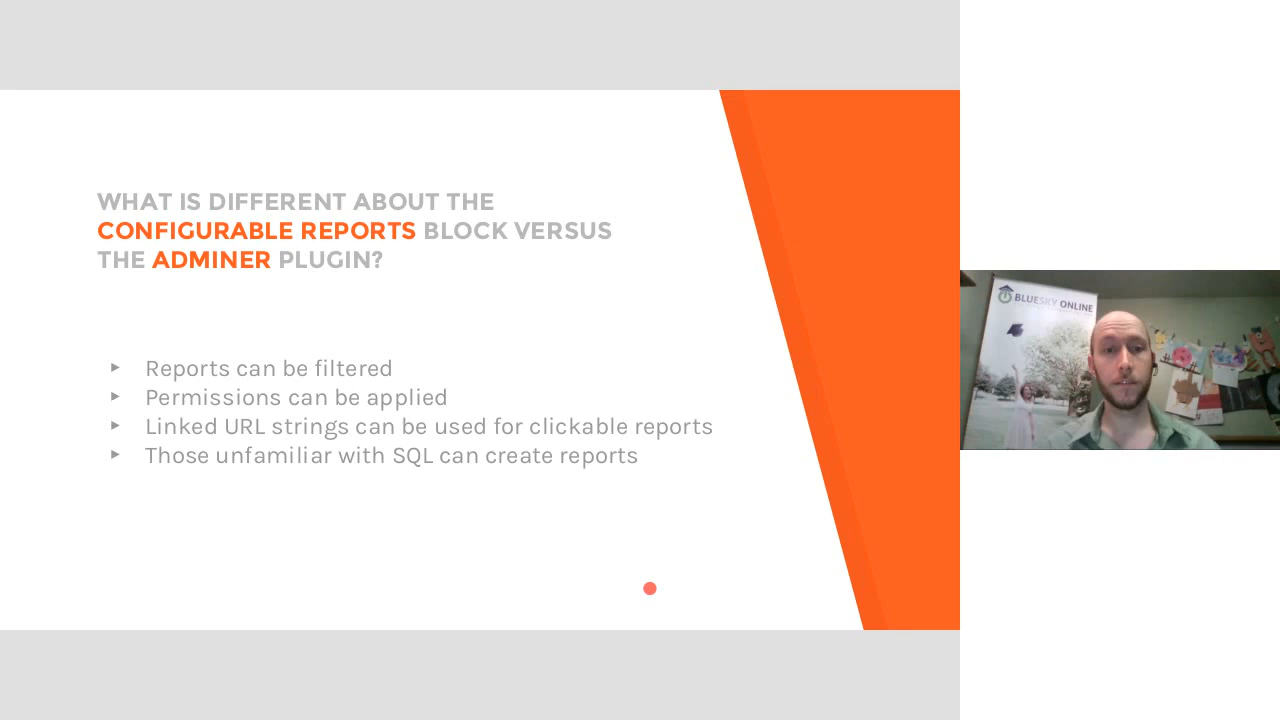 WHAT IS DIFFERENT ABOUT THE
CONFIGURABLE REPORTS BLOCK VERSUS
THE ADMINER PLUGIN?
‣ Reports can be filtered
‣ Permissions can be applied
‣ Linked URL strings can be used for clickable reports
‣ Those unfamiliar with SQL can create reports
BLUESKY ONLINE